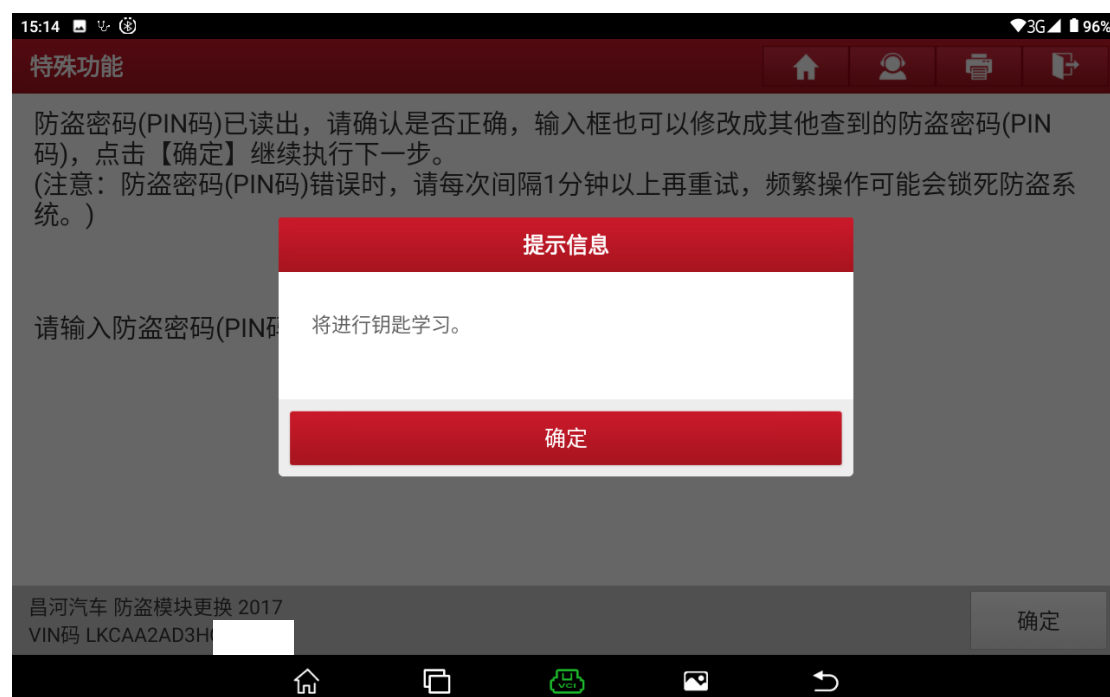 15:14
3G
96%
特殊功能
防盗密码(PIN码)已读出，请确认是否正确，输入框也可以修改成其他查到的防盗密码(PIN
码)，点击【确定】继续执行下一步。
(注意：防盗密码(PIN码)错误时，请每次间隔1分钟以上再重试，频繁操作可能会锁死防盗系
统。)
提示信息
请输入防盗密码(PIN
将进行钥匙学习。
确定
昌河汽车 防盗模块更换 2017
VIN码 LKCAA2AD3H
确定
VCI